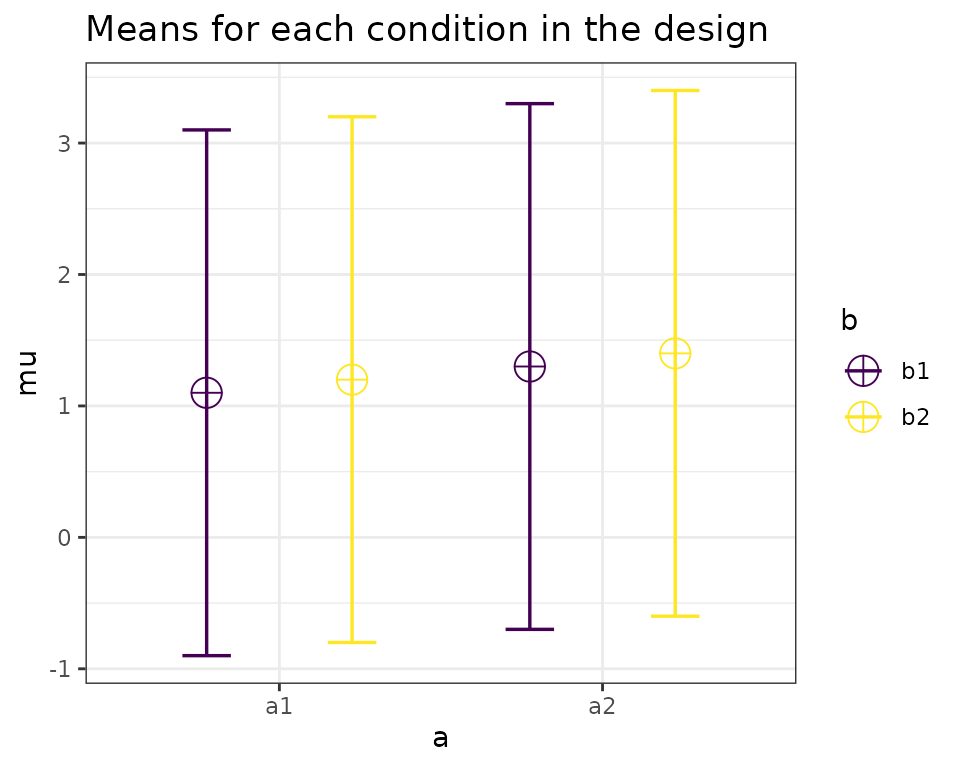 Means for each condition in the design
mu
3
2
1
0
-1
a1 a2
a
b
b1
b2